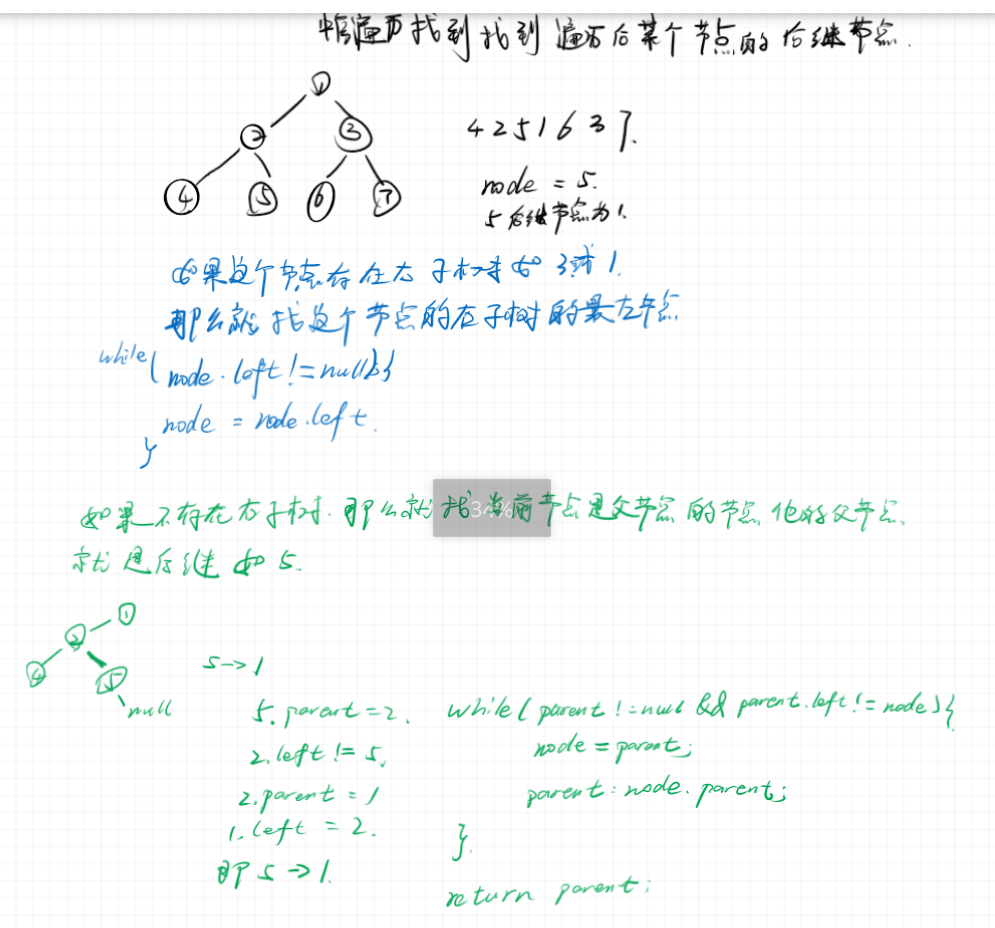 中序遍历找到找到遍历后某个节点的后继节点.
1
2
3
4 2 5 1 6 3 7.
4
5
6
7
node = 5.
5后继节点为1.
如果这个节点存在右子树 如 3或1.
那么就找这个节点的右子树的最左节点
while(
node.left!=null){
node = node.left.
}
34%
如果不存在右子树.那么就找当前节点是父节点的节点 他的父节点.
就是后继 如 5.
1
2
4
5
null
5->1
5.parent=2.
while(parent!=null && parent.left!=node){
2.left != 5.
node=parent;
2.parent = 1
parent=node.parent;
1.left = 2.
}.
即 5->1.
return parent;